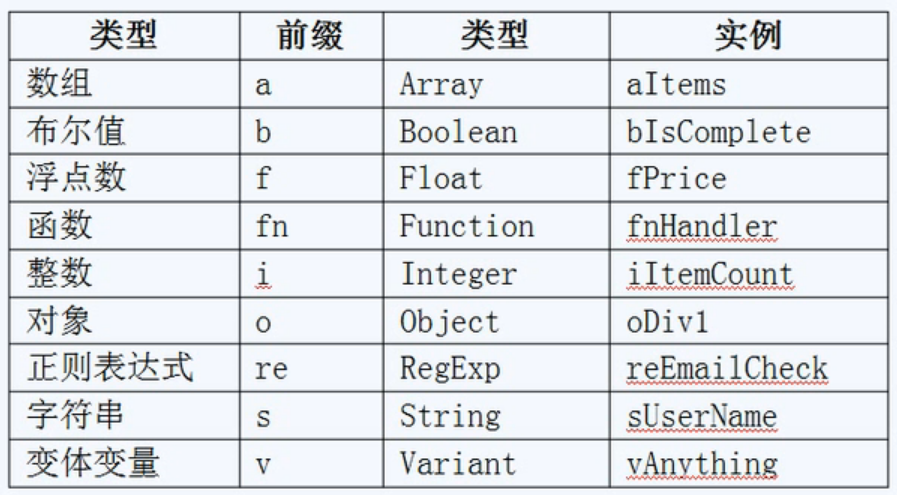 类型 前缀 类型 实例
数组 a Array aItems
布尔值 b Boolean bIsComplete
浮点数 f Float fPrice
函数 fn Function fnHandler
整数 i Integer iItemCount
对象 o Object oDiv1
正则表达式 re RegExp reEmailCheck
字符串 s String sUserName
变体变量 v Variant vAnything